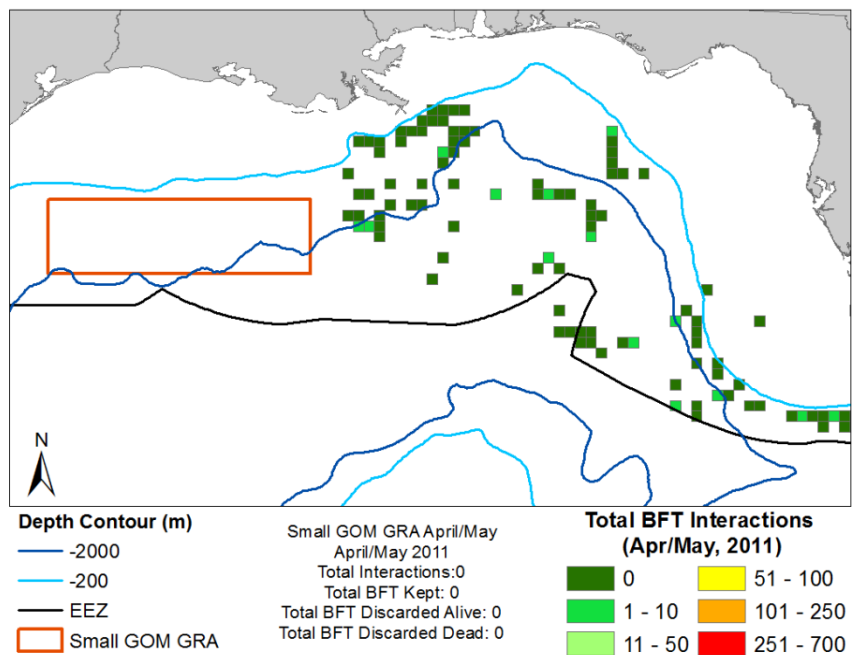 N
Depth Contour (m)
-2000
-200
EEZ
Small GOM GRA
Small GOM GRA April/May
April/May 2011
Total Interactions:0
Total BFT Kept: 0
Total BFT Discarded Alive: 0
Total BFT Discarded Dead: 0
Total BFT Interactions
(Apr/May, 2011)
0
1 - 10
11 - 50
51 - 100
101 - 250
251 - 700